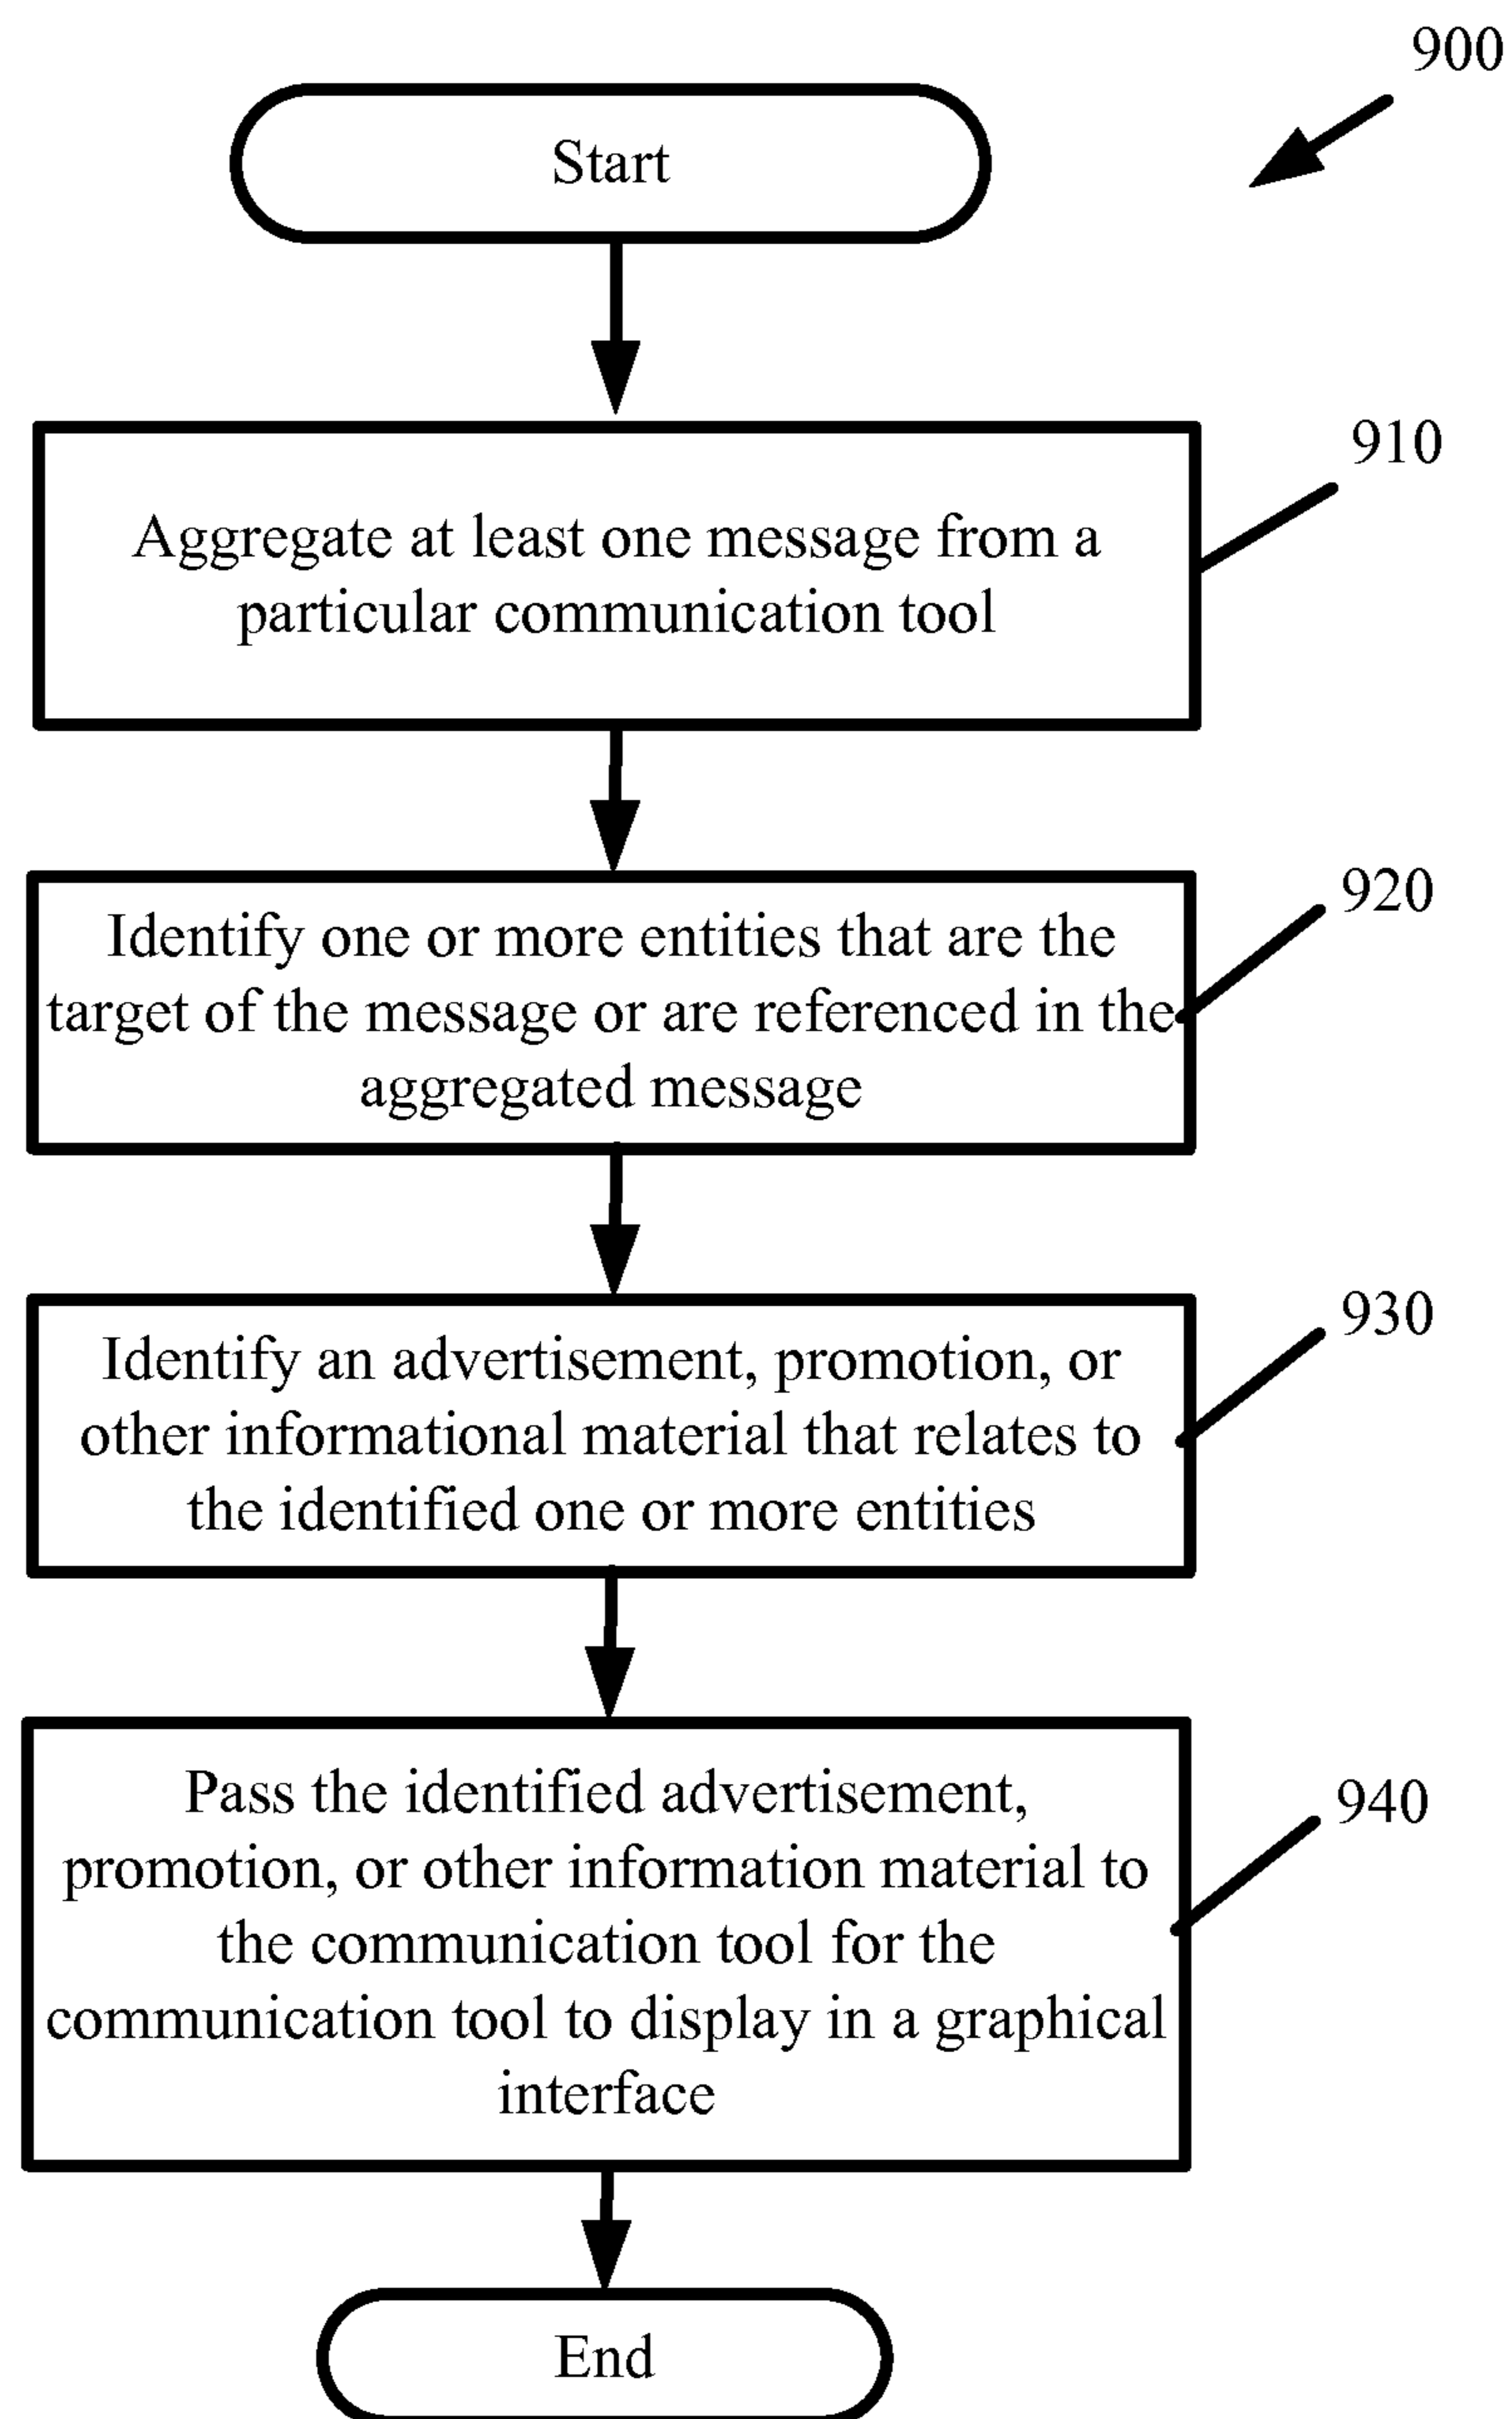 900
Start
910
Aggregate at least one message from a
particular communication tool
920
Identify one or more entities that are the
target of the message or are referenced in the
aggregated message
930
Identify an advertisement, promotion, or
other informational material that relates to
the identified one or more entities
940
Pass the identified advertisement,
promotion, or other information material to
the communication tool for the
communication tool to display in a graphical
interface
End